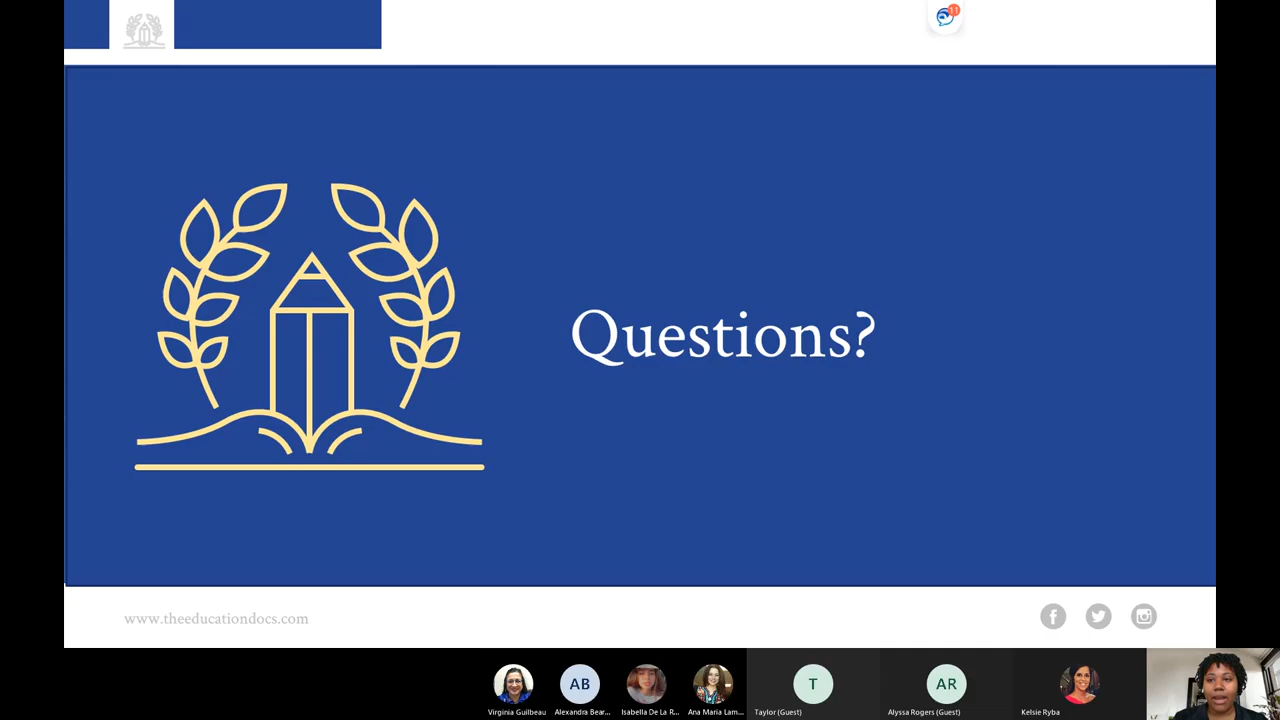 11
Questions?
www.theeducationdocs.com
AB
T
AR
Virginia Guilbeau
Alexandra Bear...
Isabella De La R...
Ana Maria Lam...
Taylor (Guest)
Alyssa Rogers (Guest)
Kelsie Ryba